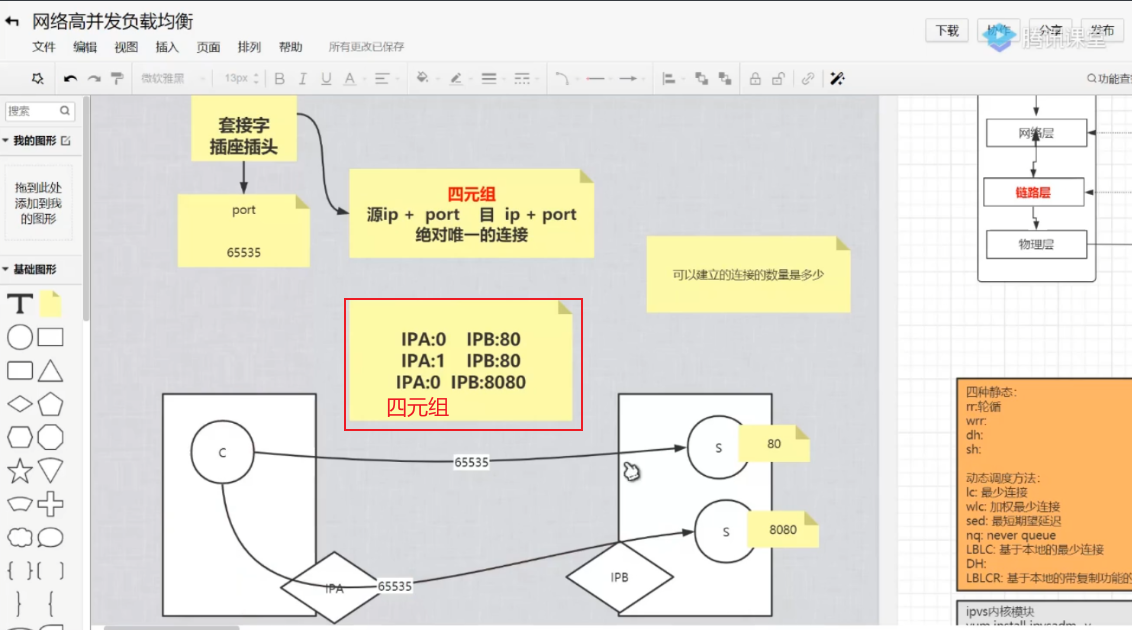 网络高并发负载均衡
文件 编辑 视图 插入 页面 排列 帮助 所有更改已保存
下载 分享 发布
腾讯课堂
微软雅黑 13px B I U A
功能查
搜索
我的图形
拖到此处
添加到我
的图形
基础图形
T
套接字
插座插头
port
65535
四元组
源ip + port 目 ip + port
绝对唯一的连接
可以建立的连接的数量是多少
IPA:0 IPB:80
IPA:1 IPB:80
IPA:0 IPB:8080
四元组
C
65535
S
80
S
8080
IPA
65535
IPB
网络层
链路层
物理层
四种静态:
rr:轮循
wrr:
dh:
sh:
动态调度方法:
lc: 最少连接
wlc: 加权最少连接
sed: 最短期望延迟
nq: never queue
LBLC: 基于本地的最少连接
DH:
LBLCR: 基于本地的带复制功能的
ipvs内核模块
yum install ipvsadm -y